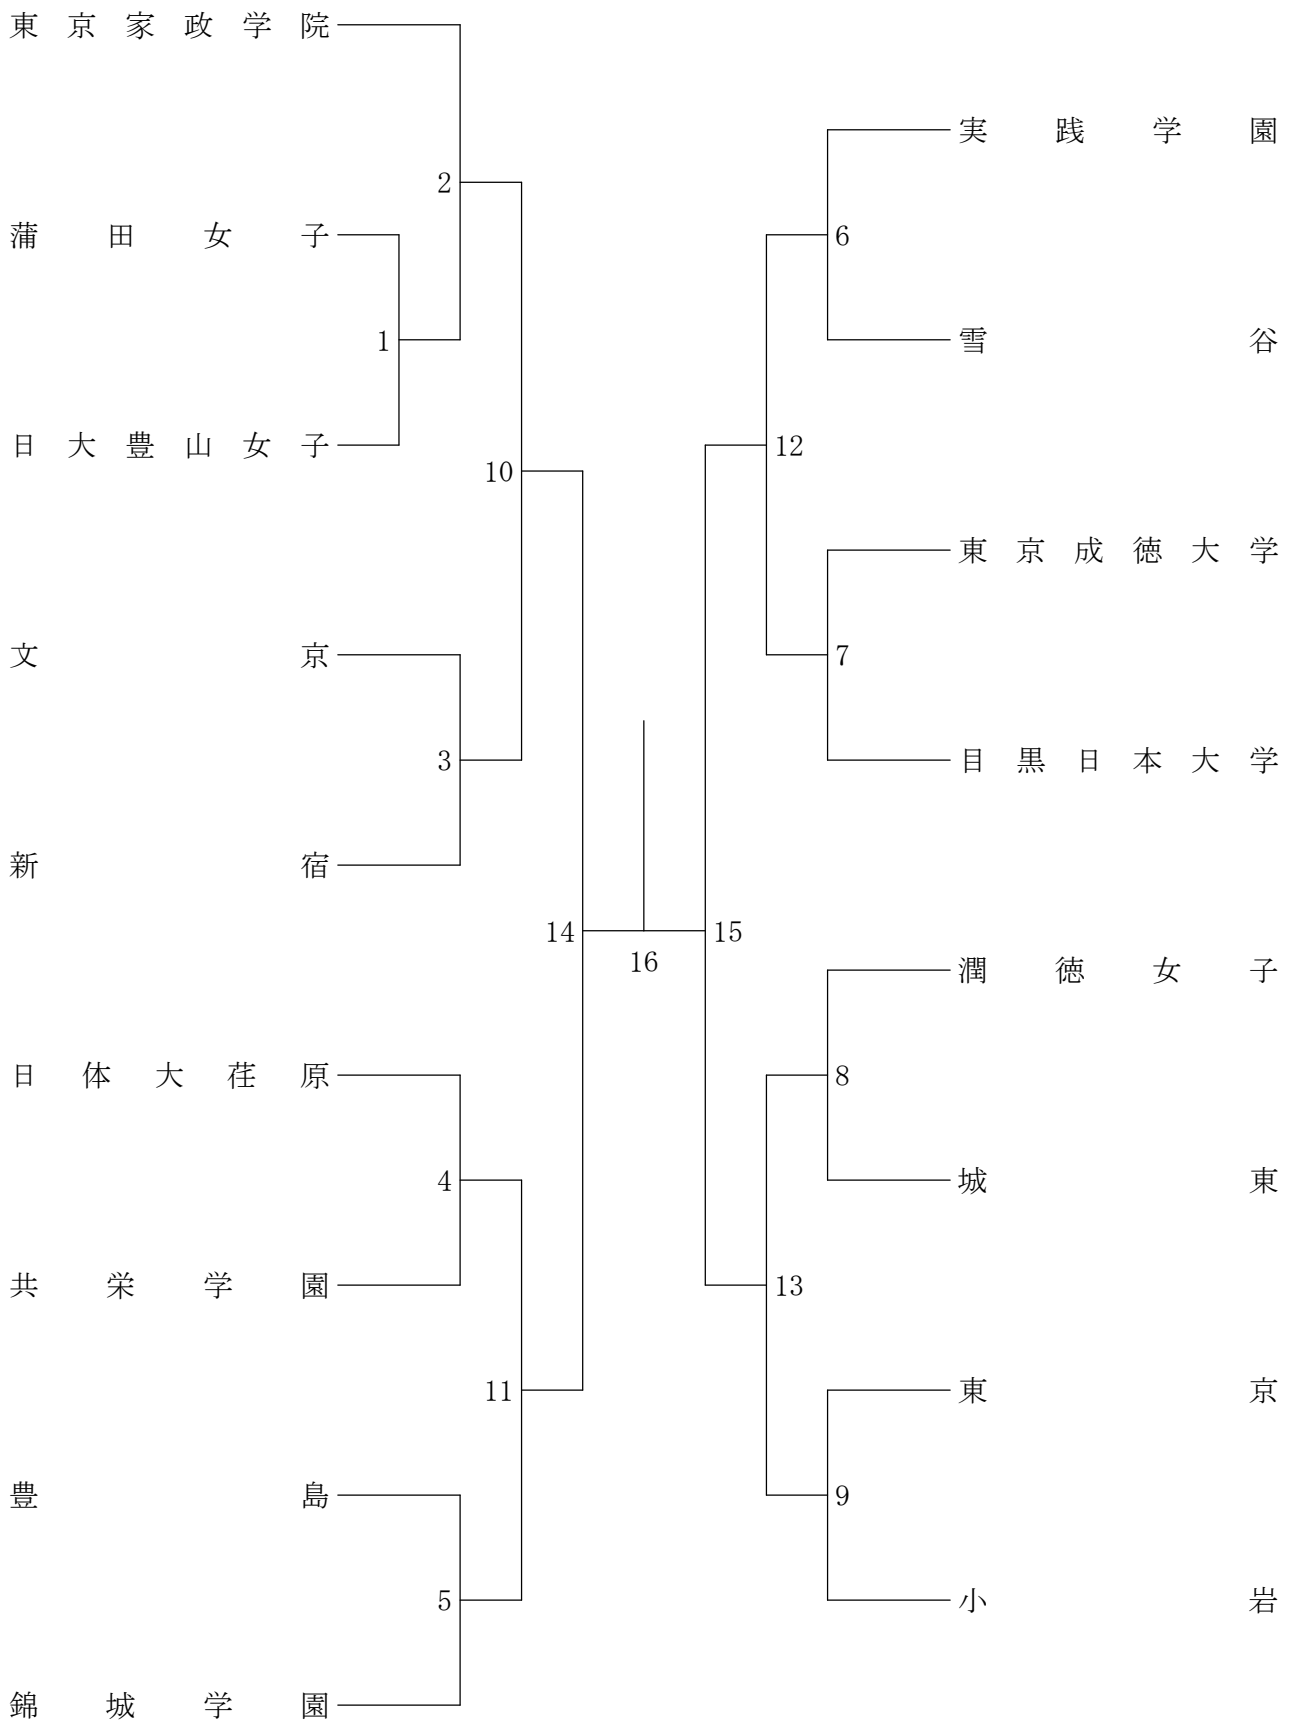 東京家政学院
2
蒲田女子
1
日大豊山女子
10
文京
3
新宿
14
日体大荏原
4
共栄学園
11
豊島
5
錦城学園
16
実践学園
6
雪谷
12
東京成徳大学
7
目黒日本大学
15
潤徳女子
8
城東
13
東京
9
小岩